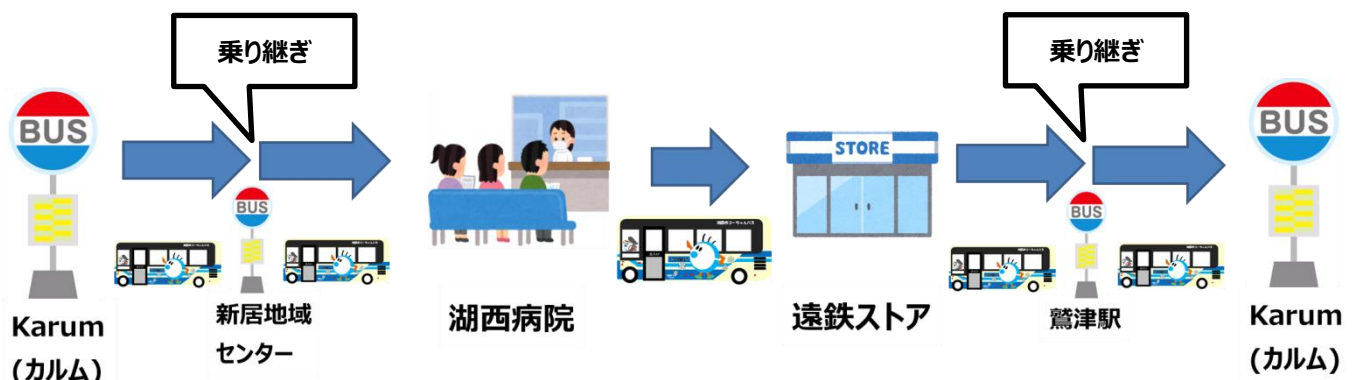 乗り継ぎ
乗り継ぎ
BUS
BUS
STORE
BUS
BUS
Karum
(カルム)
新居地域
センター
湖西病院
遠鉄ストア
鷲津駅
Karum
(カルム)